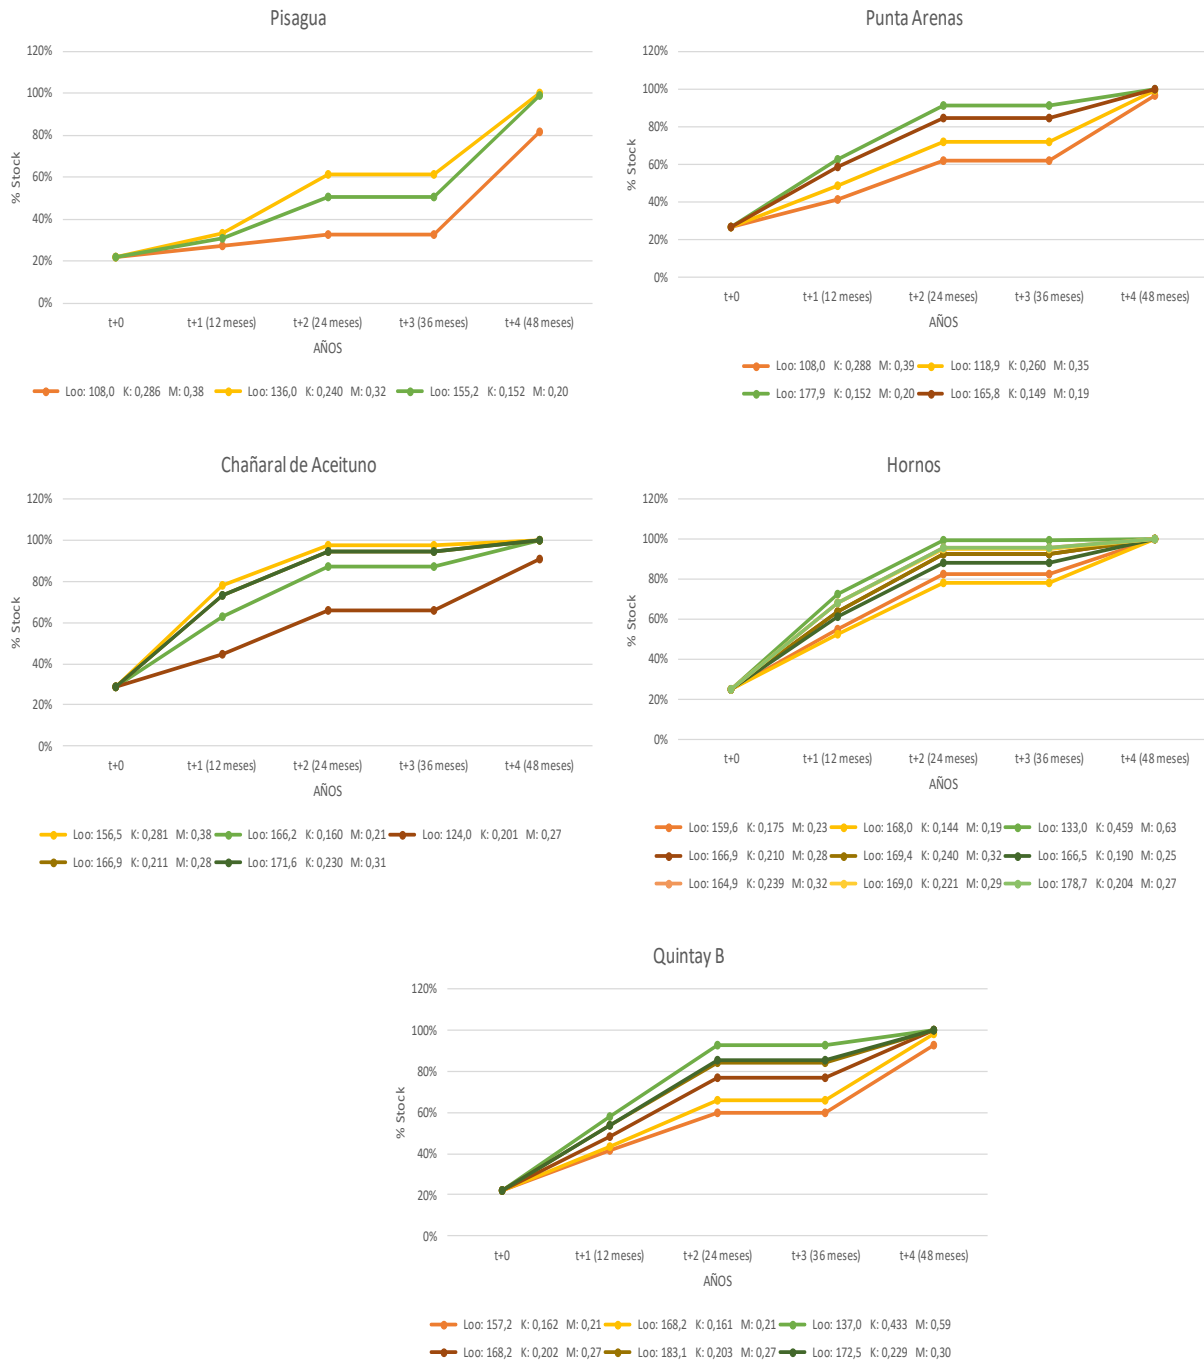 Pisagua
120%
100%
80%
60%
40%
20%
0%
% Stock
t+0 t+1 (12 meses) t+2 (24 meses) t+3 (36 meses) t+4 (48 meses)
AÑOS
Loo: 108,0 K: 0,286 M: 0,38 Loo: 136,0 K: 0,240 M: 0,32 Loo: 155,2 K: 0,152 M: 0,20
Punta Arenas
120%
100%
80%
60%
40%
20%
0%
% Stock
t+0 t+1 (12 meses) t+2 (24 meses) t+3 (36 meses) t+4 (48 meses)
AÑOS
Loo: 108,0 K: 0,288 M: 0,39 Loo: 118,9 K: 0,260 M: 0,35
Loo: 177,9 K: 0,152 M: 0,20 Loo: 165,8 K: 0,149 M: 0,19
Chañaral de Aceituno
120%
100%
80%
60%
40%
20%
0%
% Stock
t+0 t+1 (12 meses) t+2 (24 meses) t+3 (36 meses) t+4 (48 meses)
AÑOS
Loo: 156,5 K: 0,281 M: 0,38 Loo: 166,2 K: 0,160 M: 0,21 Loo: 124,0 K: 0,201 M: 0,27
Loo: 166,9 K: 0,211 M: 0,28 Loo: 171,6 K: 0,230 M: 0,31
Hornos
120%
100%
80%
60%
40%
20%
0%
% Stock
t+0 t+1 (12 meses) t+2 (24 meses) t+3 (36 meses) t+4 (48 meses)
AÑOS
Loo: 159,6 K: 0,175 M: 0,23 Loo: 168,0 K: 0,144 M: 0,19 Loo: 133,0 K: 0,459 M: 0,63
Loo: 166,9 K: 0,210 M: 0,28 Loo: 169,4 K: 0,240 M: 0,32 Loo: 166,5 K: 0,190 M: 0,25
Loo: 164,9 K: 0,239 M: 0,32 Loo: 169,0 K: 0,221 M: 0,29 Loo: 178,7 K: 0,204 M: 0,27
Quintay B
120%
100%
80%
60%
40%
20%
0%
% Stock
t+0 t+1 (12 meses) t+2 (24 meses) t+3 (36 meses) t+4 (48 meses)
AÑOS
Loo: 157,2 K: 0,162 M: 0,21 Loo: 168,2 K: 0,161 M: 0,21 Loo: 137,0 K: 0,433 M: 0,59
Loo: 168,2 K: 0,202 M: 0,27 Loo: 183,1 K: 0,203 M: 0,27 Loo: 172,5 K: 0,229 M: 0,30